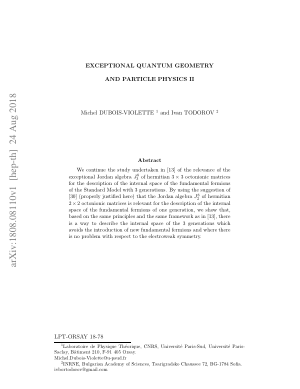 EXCEPTIONAL QUANTUM GEOMETRY
AND PARTICLE PHYSICS II
Michel DUBOIS-VIOLETTE 1 and Ivan TODOROV 2
Abstract
We continue the study undertaken in [13] of the relevance of the
exceptional Jordan algebra J_3^8 of hermitian 3 × 3 octonionic matrices
for the description of the internal space of the fundamental fermions
of the Standard Model with 3 generations. By using the suggestion of
[30] (properly justified here) that the Jordan algebra J_2^8 of hermitian
2 × 2 octonionic matrices is relevant for the description of the internal
space of the fundamental fermions of one generation, we show that,
based on the same principles and the same framework as in [13], there
is a way to describe the internal space of the 3 generations which
avoids the introduction of new fundamental fermions and where there
is no problem with respect to the electroweak symmetry.
LPT-ORSAY 18-78
1Laboratoire de Physique Théorique, CNRS, Université Paris-Sud, Université Paris-
Saclay, Bâtiment 210, F-91 405 Orsay
Michel.Dubois-Violette@u-psud.fr
2INRNE, Bulgarian Academy of Sciences, Tsarigradsko Chaussee 72, BG-1784 Sofia
ivbortodorov@gmail.com
arXiv:1808.08110v1 [hep-th] 24 Aug 2018